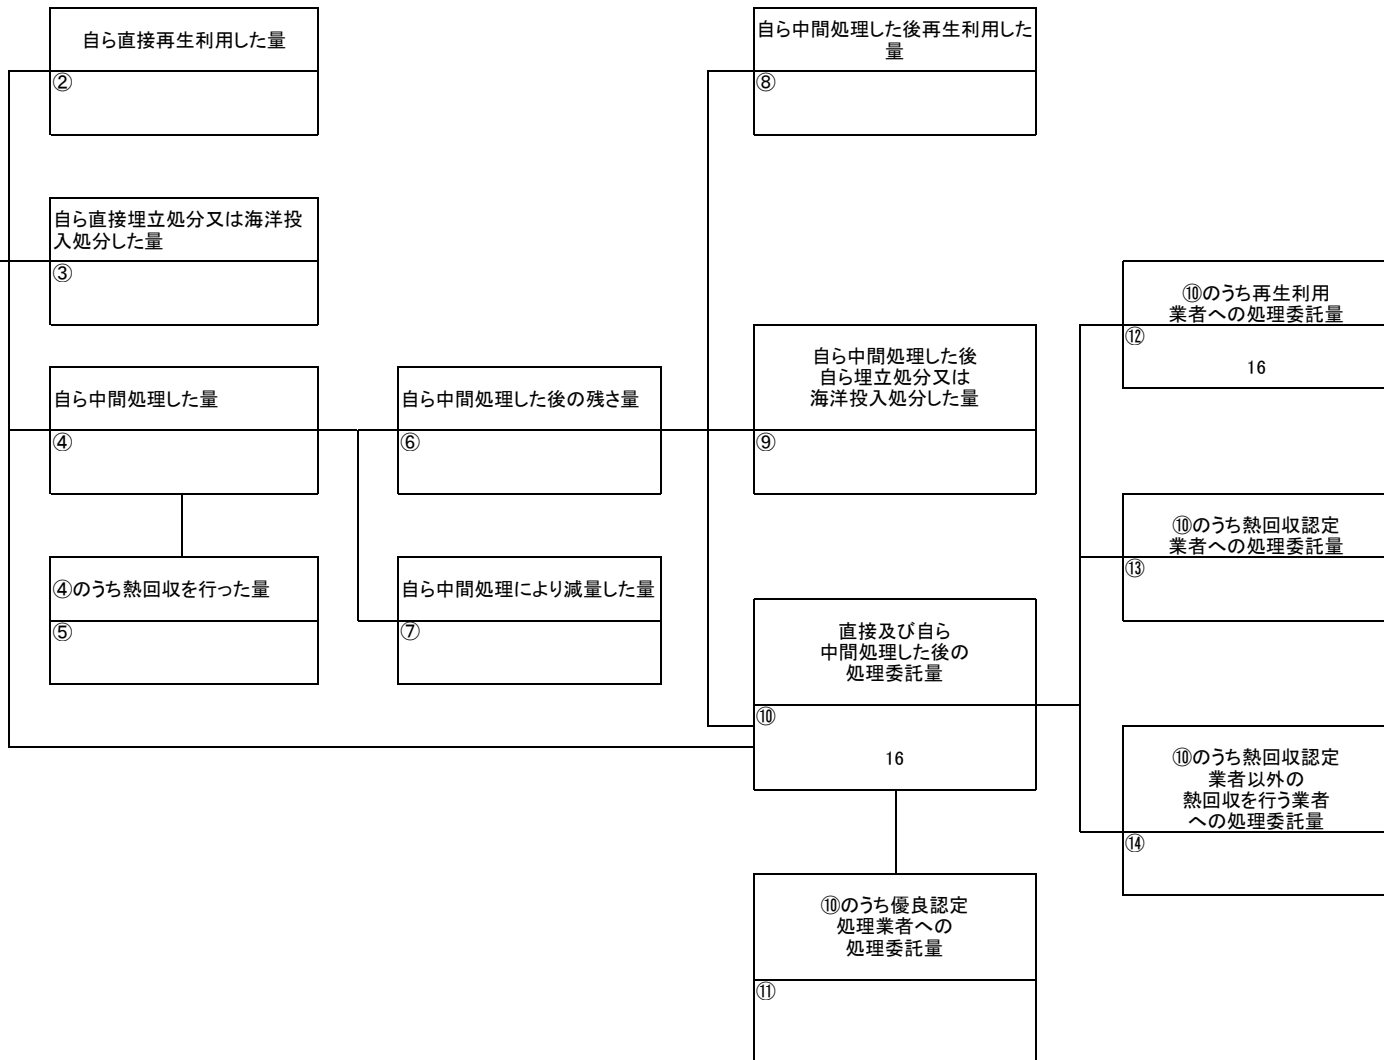 自ら直接再生利用した量
②
自ら中間処理した後再生利用した
量
⑧
自ら直接埋立処分又は海洋投
入処分した量
③
⑩のうち再生利用
業者への処理委託量
⑫
16
自ら中間処理した量
④
自ら中間処理した後の残さ量
⑥
自ら中間処理した後
自ら埋立処分又は
海洋投入処分した量
⑨
⑩のうち熱回収認定
業者への処理委託量
⑬
④のうち熱回収を行った量
⑤
自ら中間処理により減量した量
⑦
直接及び自ら
中間処理した後の
処理委託量
⑩
16
⑩のうち熱回収認定
業者以外の
熱回収を行う業者
への処理委託量
⑭
⑩のうち優良認定
処理業者への
処理委託量
⑪